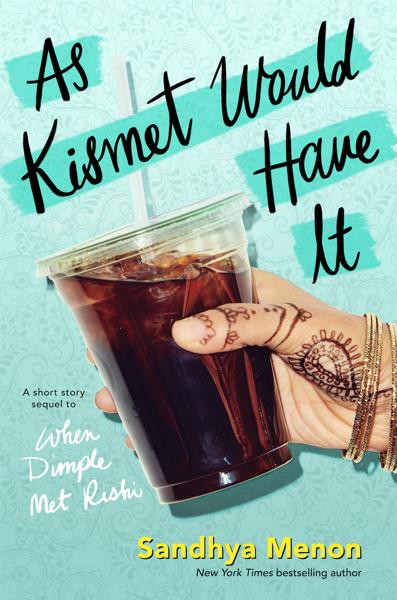 As
Kismet Would
Have
It
A short story
sequel to
When
Dimple
Met Rishi
Sandhya Menon
New York Times bestselling author